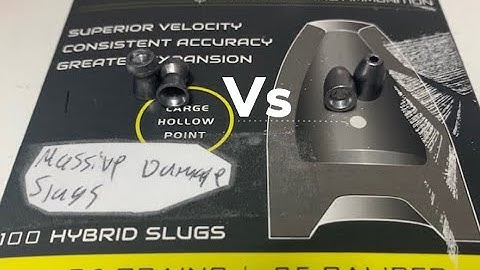 SUPERIOR VELOCITY
CONSISTENT ACCURACY
GREATER EXPANSION
Vs
LARGE
HOLLOW
POINT
Massive Damage
Slugs
100 HYBRID SLUGS